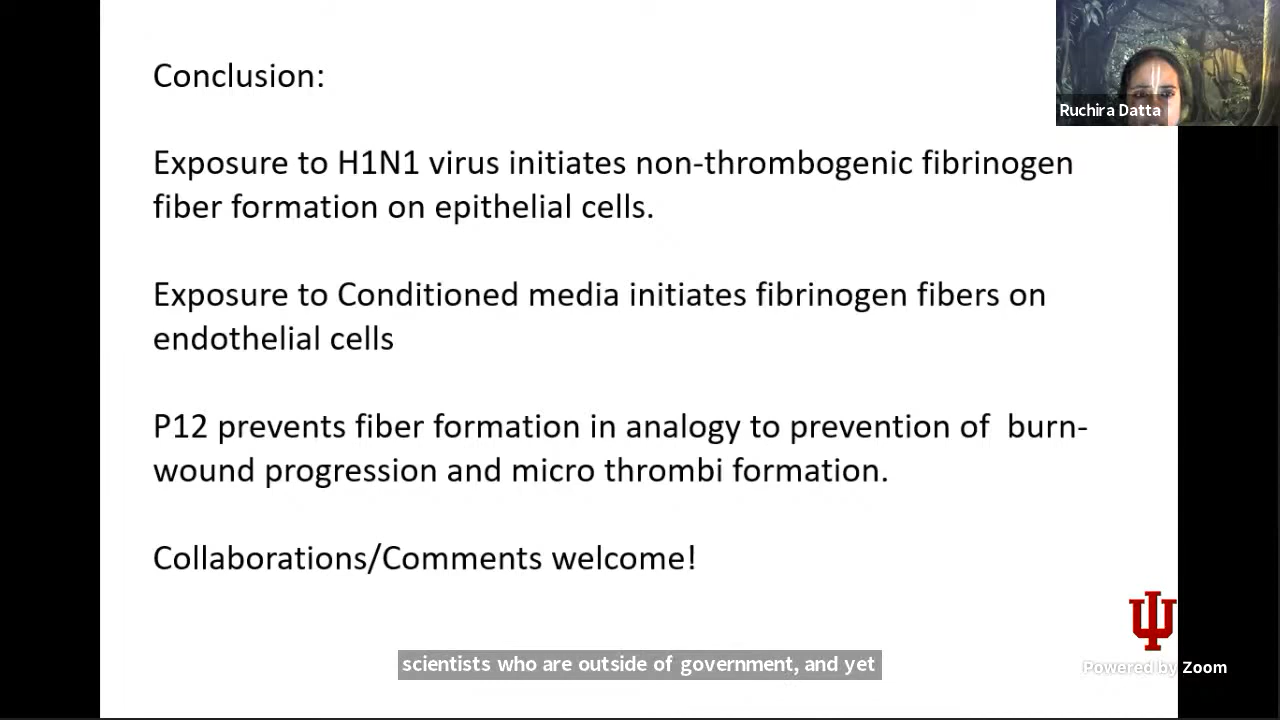 Conclusion:
Ruchira Datta
Exposure to H1N1 virus initiates non-thrombogenic fibrinogen
fiber formation on epithelial cells.
Exposure to Conditioned media initiates fibrinogen fibers on
endothelial cells
P12 prevents fiber formation in analogy to prevention of  burn-
wound progression and micro thrombi formation.
Collaborations/Comments welcome!
scientists who are outside of government, and yet
Powered by Zoom